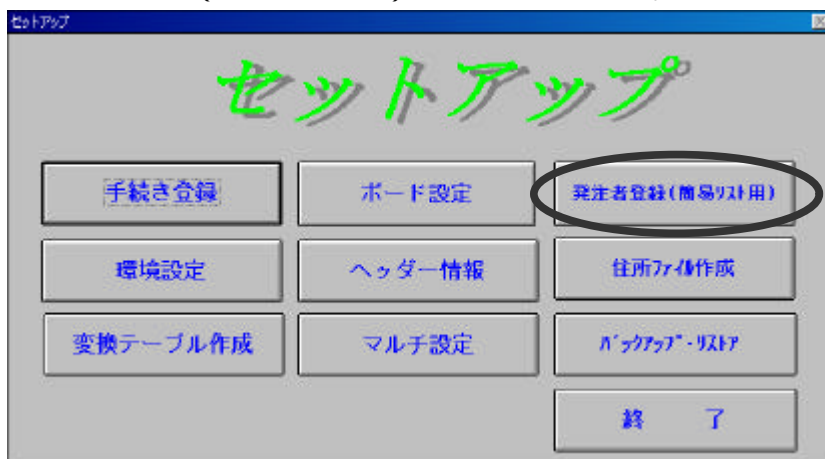 セットアップ
セットアップ
手続き登録
ボード設定
発注者登録(簡易ﾘｽﾄ用)
環境設定
ヘッダー情報
住所ﾌｧｲﾙ作成
変換テーブル作成
マルチ設定
ﾊﾞｯｸｱｯﾌﾟ･ﾘｽﾄｱ
終 了